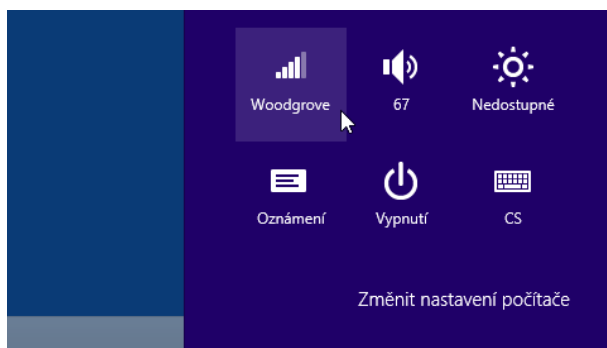 Woodgrove 67 Nedostupné
Oznámení Vypnutí CS
Změnit nastavení počítače